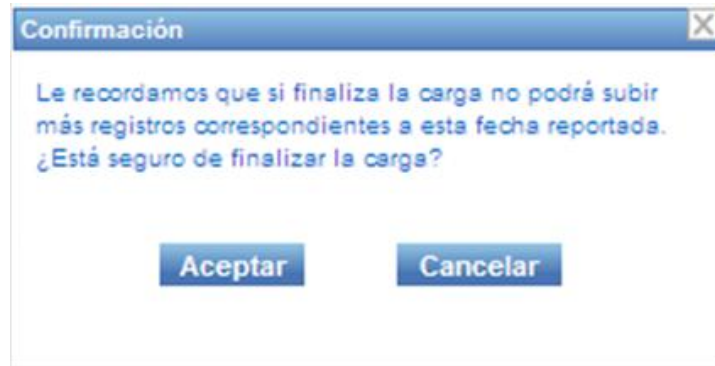 Confirmación
Le recordamos que si finaliza la carga no podrá subir
más registros correspondientes a esta fecha reportada.
¿Está seguro de finalizar la carga?
Aceptar
Cancelar